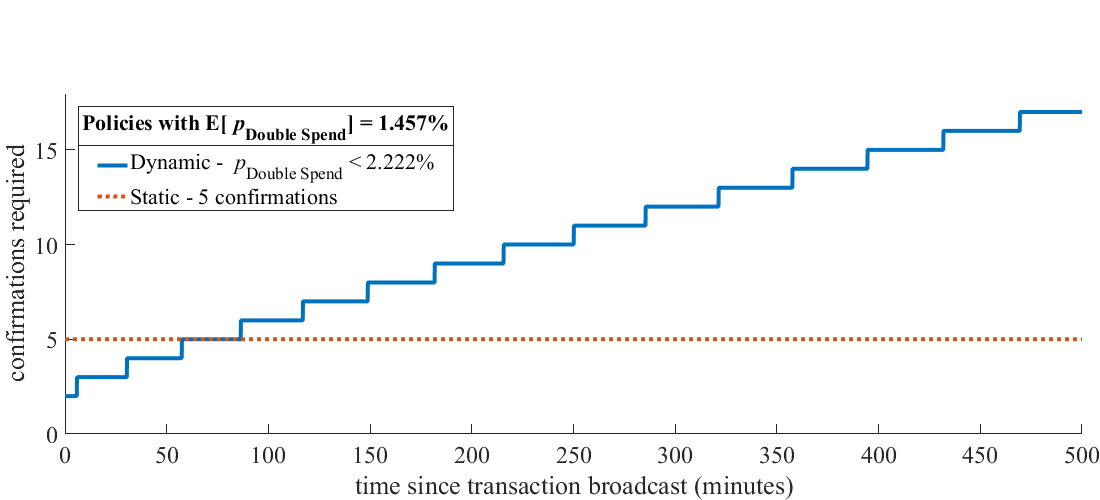 Policies with E[ pDouble Spend] = 1.457%
Dynamic - pDouble Spend < 2.222%
Static - 5 confirmations
confirmations required
15
10
5
0
0 50 100 150 200 250 300 350 400 450 500
time since transaction broadcast (minutes)